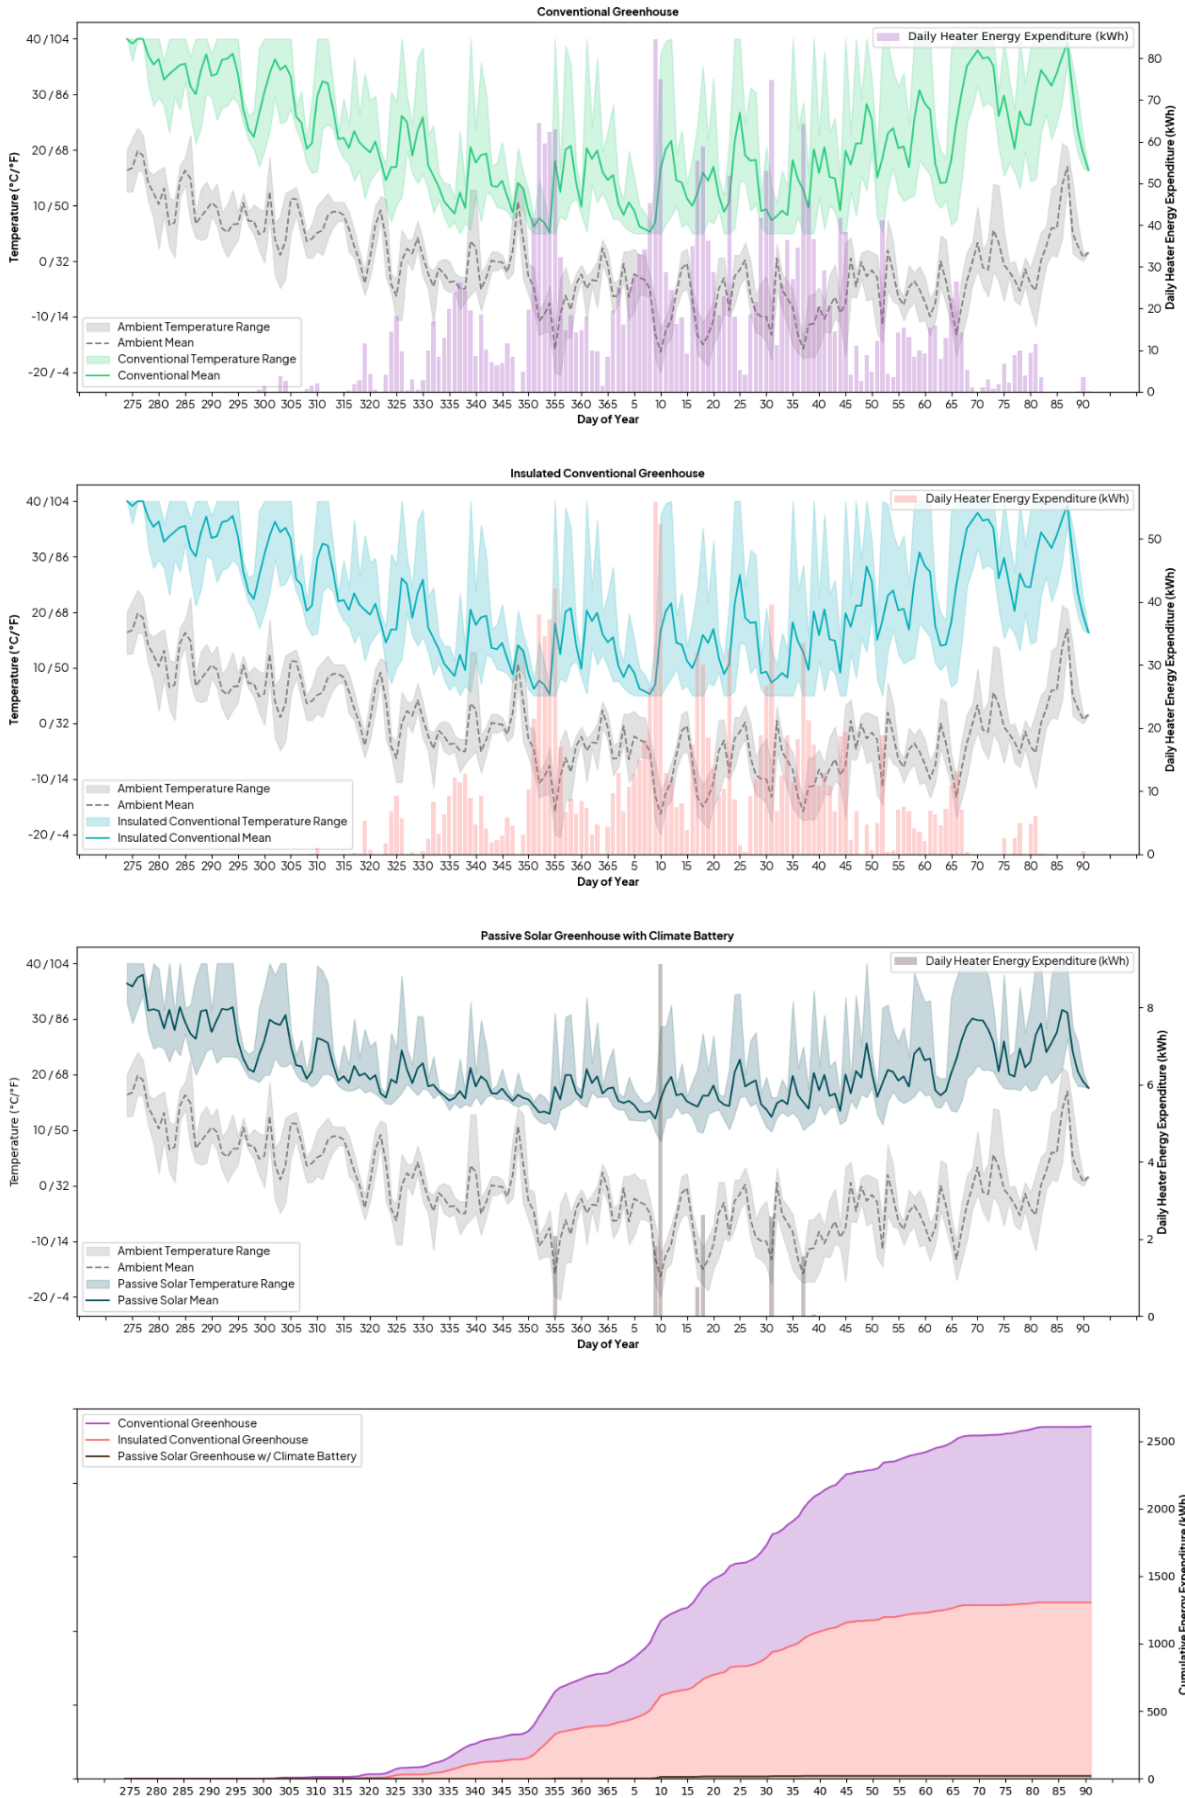 Conventional Greenhouse
Daily Heater Energy Expenditure (kWh)
40 / 104
30 / 86
20 / 68
10 / 50
0 / 32
-10 / 14
-20 / -4
Temperature (°C/°F)
Ambient Temperature Range
Ambient Mean
Conventional Temperature Range
Conventional Mean
80
70
60
50
40
30
20
10
0
Daily Heater Energy Expenditure (kWh)
275 280 285 290 295 300 305 310 315 320 325 330 335 340 345 350 355 360 365 5 10 15 20 25 30 35 40 45 50 55 60 65 70 75 80 85 90
Day of Year
Insulated Conventional Greenhouse
Daily Heater Energy Expenditure (kWh)
40 / 104
30 / 86
20 / 68
10 / 50
0 / 32
-10 / 14
-20 / -4
Temperature (°C/°F)
Ambient Temperature Range
Ambient Mean
Insulated Conventional Temperature Range
Insulated Conventional Mean
50
40
30
20
10
0
Daily Heater Energy Expenditure (kWh)
275 280 285 290 295 300 305 310 315 320 325 330 335 340 345 350 355 360 365 5 10 15 20 25 30 35 40 45 50 55 60 65 70 75 80 85 90
Day of Year
Passive Solar Greenhouse with Climate Battery
Daily Heater Energy Expenditure (kWh)
40 / 104
30 / 86
20 / 68
10 / 50
0 / 32
-10 / 14
-20 / -4
Temperature (°C/°F)
Ambient Temperature Range
Ambient Mean
Passive Solar Temperature Range
Passive Solar Mean
8
6
4
2
0
Daily Heater Energy Expenditure (kWh)
275 280 285 290 295 300 305 310 315 320 325 330 335 340 345 350 355 360 365 5 10 15 20 25 30 35 40 45 50 55 60 65 70 75 80 85 90
Day of Year
Conventional Greenhouse
Insulated Conventional Greenhouse
Passive Solar Greenhouse w/ Climate Battery
2500
2000
1500
1000
500
0
Cumulative Energy Expenditure (kWh)
275 280 285 290 295 300 305 310 315 320 325 330 335 340 345 350 355 360 365 5 10 15 20 25 30 35 40 45 50 55 60 65 70 75 80 85 90